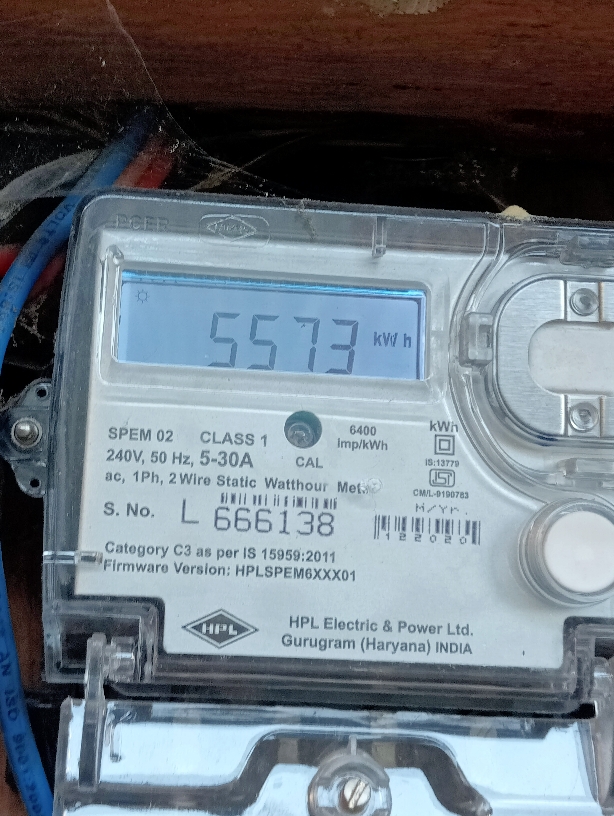 5573 kWh
SPEM 02 CLASS 1
6400
Imp/kWh
kWh
240V, 50 Hz, 5-30A
CAL
IS:13779
ac, 1Ph, 2 Wire Static Watthour
CM/L-9190783
M/Yr.
S. No. L 666138
122020
Category C3 as per IS 15959:2011
Firmware Version: HPLSPEM6XXX01
HPL
HPL Electric & Power Ltd.
Gurugram (Haryana) INDIA